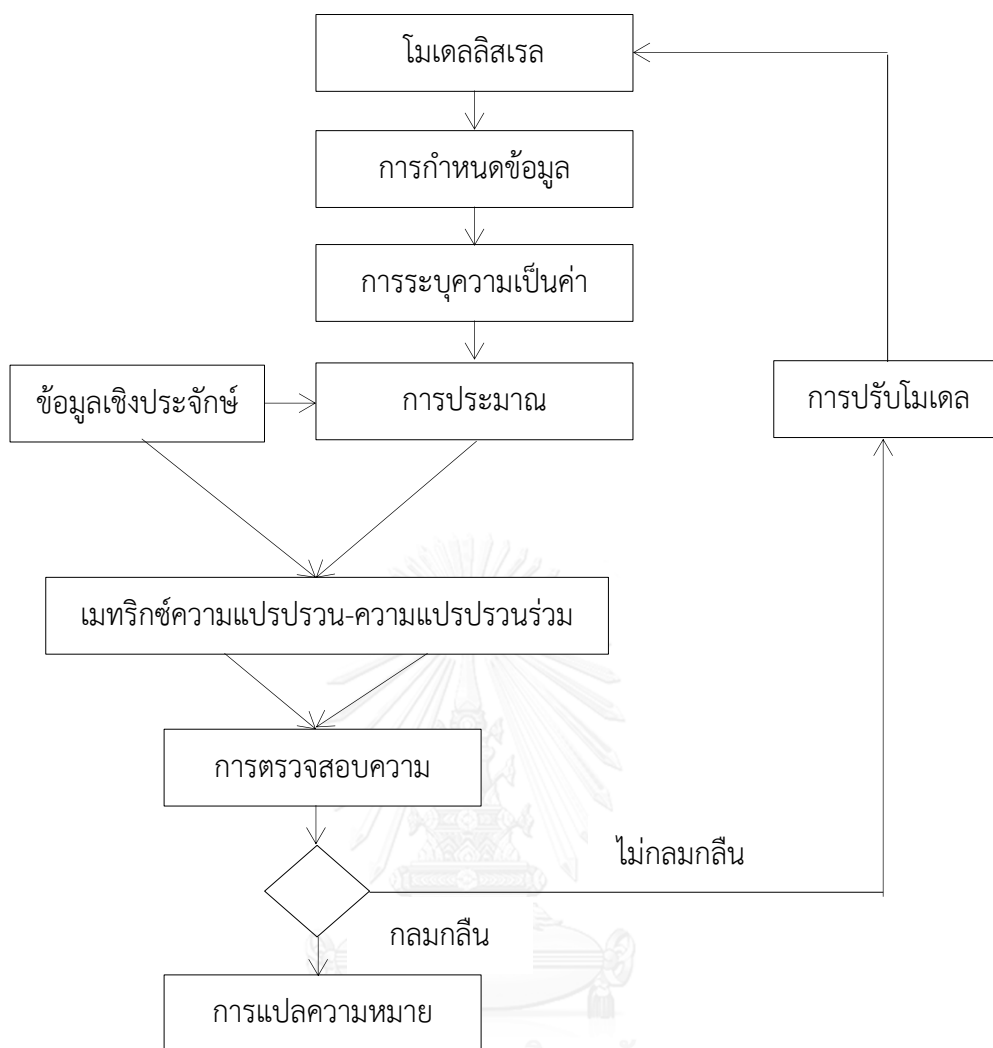 โมเดลลิสเรล
การกำหนดข้อมูล
การระบุความเป็นค่า
ข้อมูลเชิงประจักษ์
การประมาณ
การปรับโมเดล
เมทริกซ์ความแปรปรวน-ความแปรปรวนร่วม
การตรวจสอบความ
ไม่กลมกลืน
กลมกลืน
การแปลความหมาย